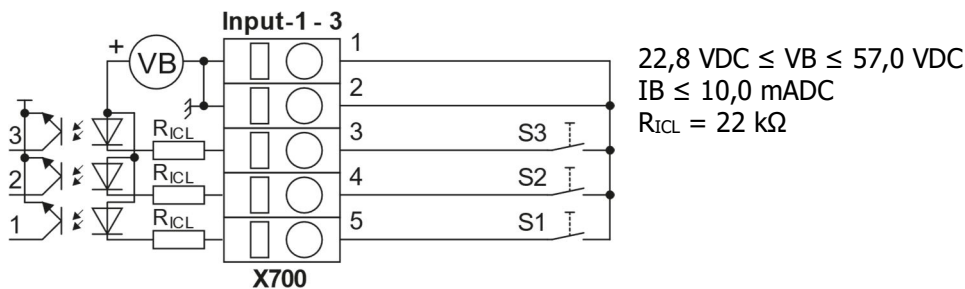 Input-1 - 3
+
VB
1
2
3
RICL
3
S3
2
RICL
4
S2
1
RICL
5
S1
X700
22,8 VDC ≤ VB ≤ 57,0 VDC
IB ≤ 10,0 mADC
RICL = 22 kΩ